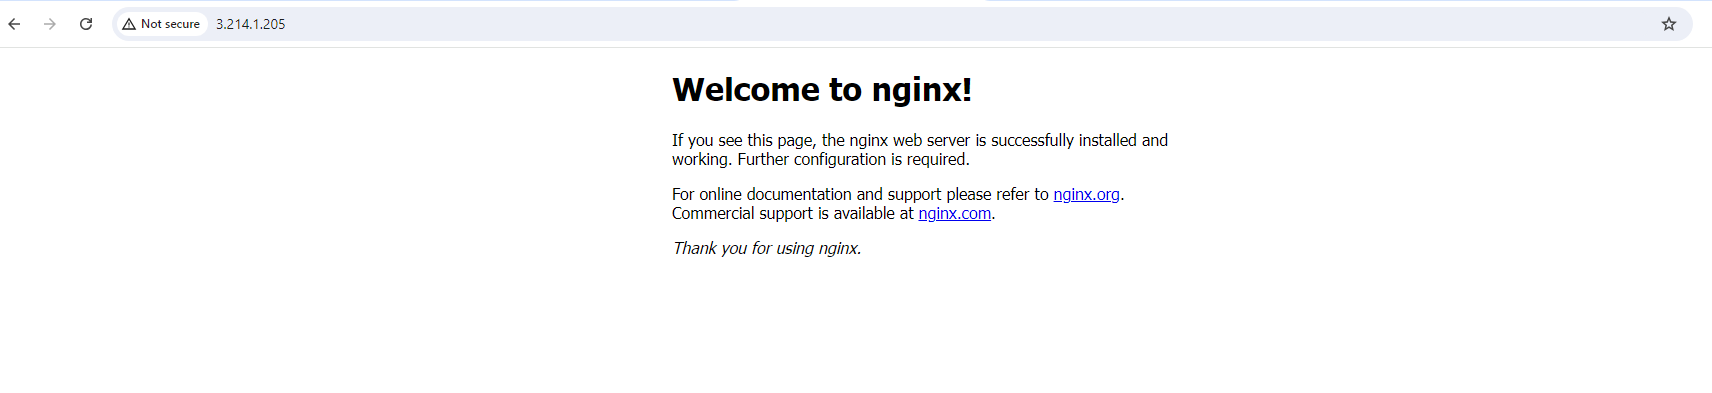 Not secure 3.214.1.205
Welcome to nginx!
If you see this page, the nginx web server is successfully installed and
working. Further configuration is required.
For online documentation and support please refer to nginx.org.
Commercial support is available at nginx.com.
Thank you for using nginx.